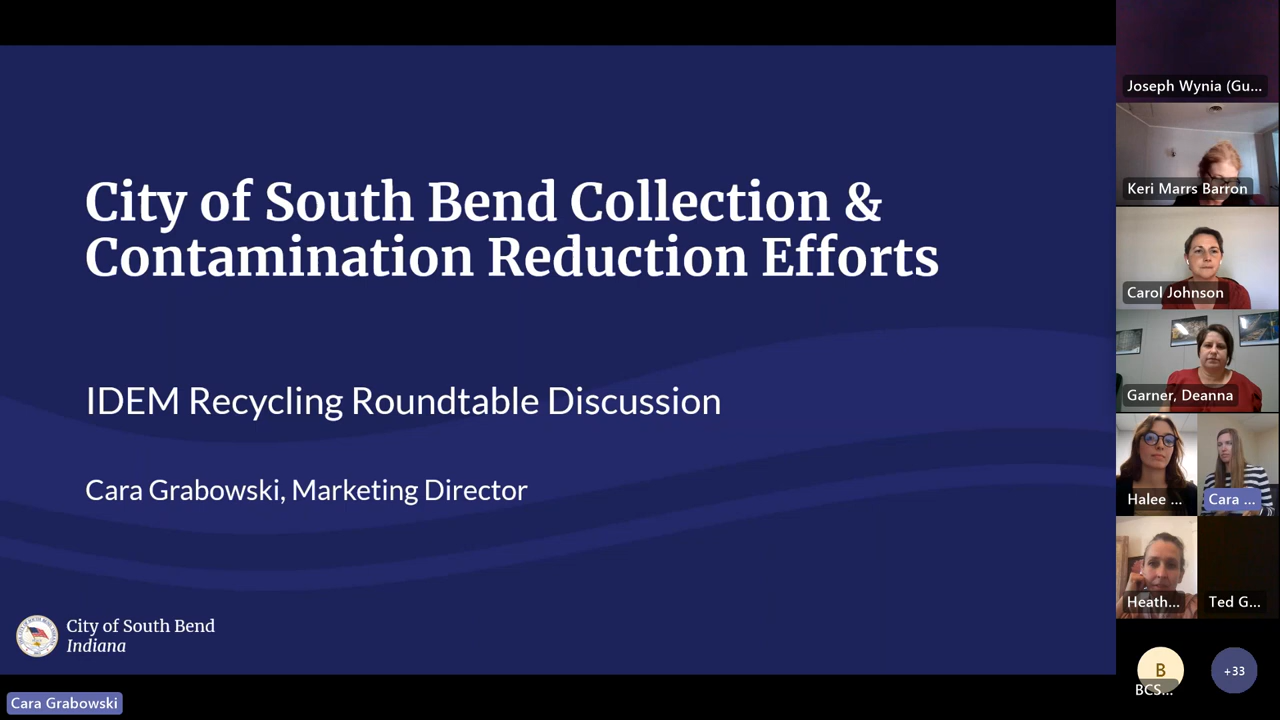 City of South Bend Collection &
Contamination Reduction Efforts
IDEM Recycling Roundtable Discussion
Cara Grabowski, Marketing Director
City of South Bend
Indiana
Cara Grabowski
Joseph Wynia (Gu...
Keri Marrs Barron
Carol Johnson
Garner, Deanna
Halee ...
Cara ...
Heath...
Ted G...
B
BCS...
+33